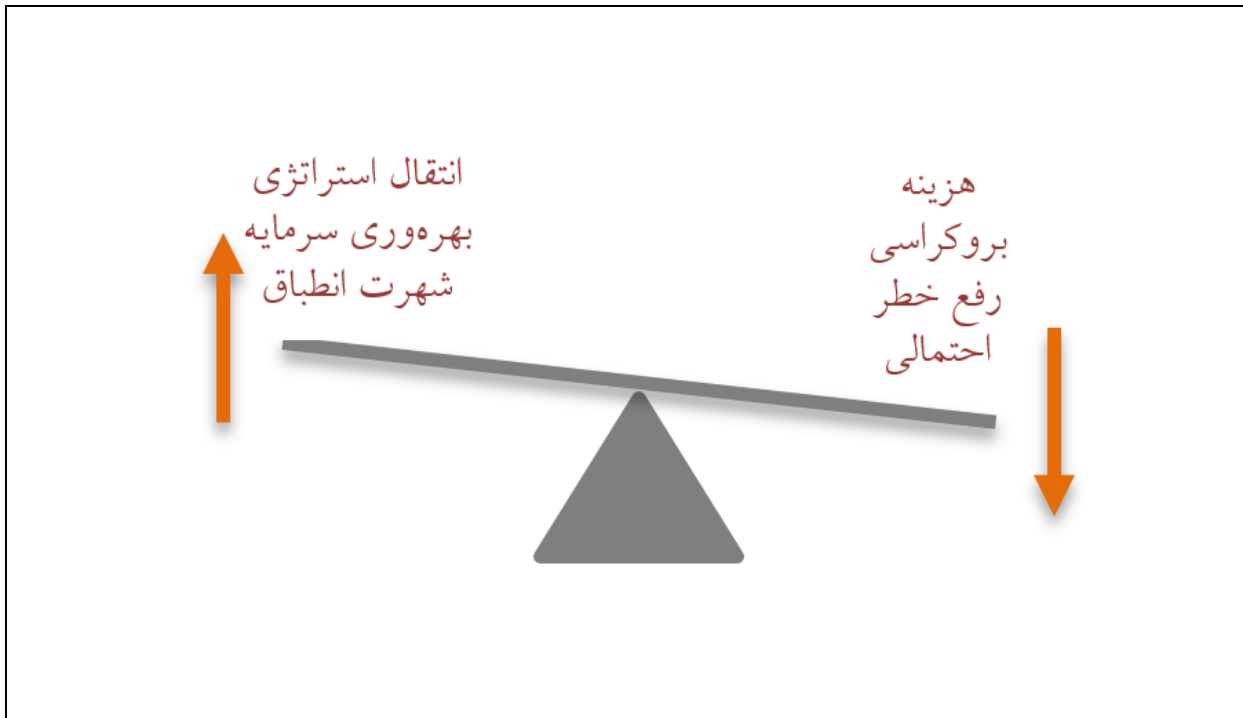 هزینه
بروکراسی
رفع خطر
احتمالی
انتقال استراتژی
بهره‌وری سرمایه
شهرت انطباق